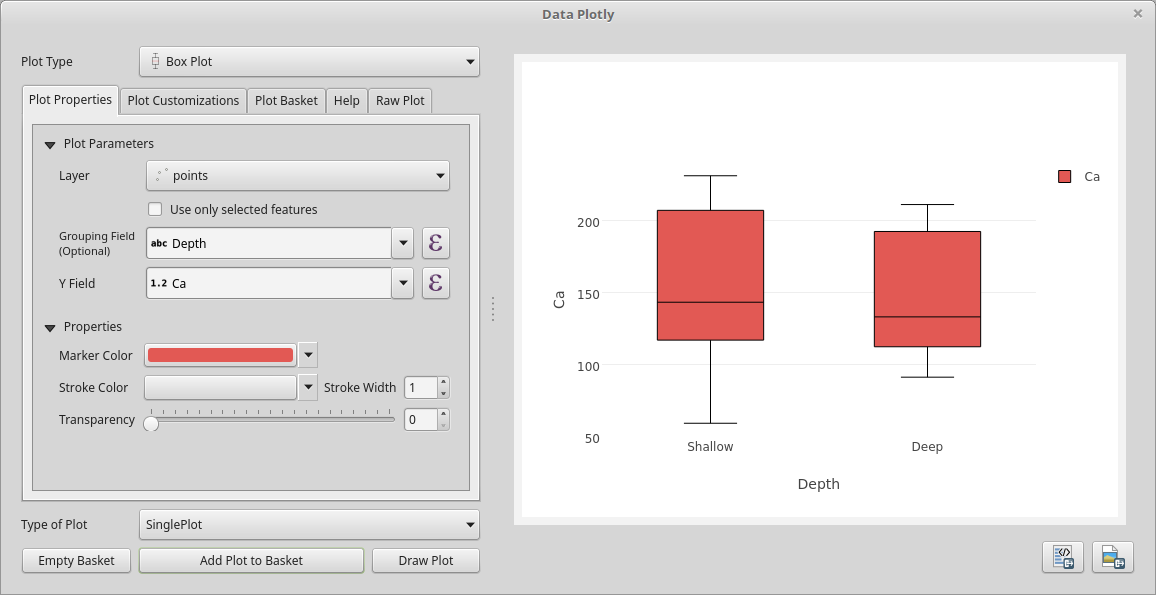 Data Plotly
Plot Type
Box Plot
Plot Properties
Plot Customizations
Plot Basket
Help
Raw Plot
Plot Parameters
Layer
points
Use only selected features
Grouping Field
(Optional)
abc Depth
Y Field
1.2 Ca
Properties
Marker Color
Stroke Color
Stroke Width
1
Transparency
0
Type of Plot
SinglePlot
Empty Basket
Add Plot to Basket
Draw Plot
Ca
200
150
100
50
Ca
Shallow
Deep
Depth